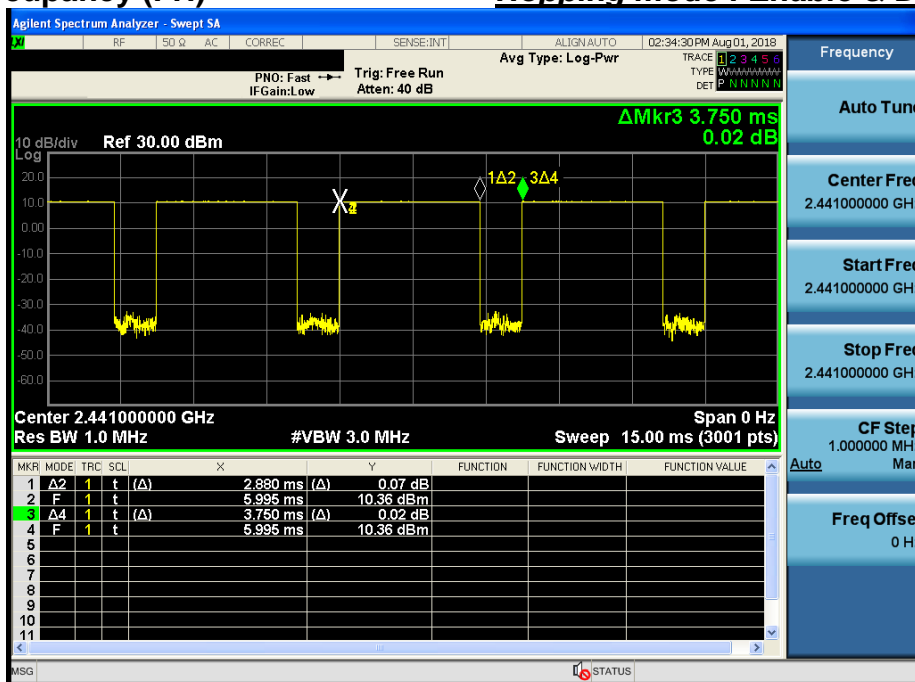 Agilent Spectrum Analyzer - Swept SA
RF 50 Ω AC CORREC SENSE:INT ALIGN AUTO 02:34:30 PM Aug 01, 2018
Frequency
Avg Type: Log-Pwr
TRACE 1 2 3 4 5 6
PNO: Fast Trig: Free Run
TYPE W
IFGain:Low Atten: 40 dB
DET P N N N N N
Auto Tune
ΔMkr3 3.750 ms
0.02 dB
10 dB/div Ref 30.00 dBm
Log
20.0
10.0
0.00
-10.0
-20.0
-30.0
-40.0
-50.0
-60.0
1Δ2 3Δ4
4
Center Freq
2.441000000 GH
Start Freq
2.441000000 GH
Stop Freq
2.441000000 GH
CF Step
1.000000 MH
Auto Man
Freq Offse
0 H
Center 2.441000000 GHz Span 0 Hz
Res BW 1.0 MHz #VBW 3.0 MHz Sweep 15.00 ms (3001 pts)
MKR MODE TRC SCL X Y FUNCTION FUNCTION WIDTH FUNCTION VALUE
1 Δ2 1 t (Δ) 2.880 ms (Δ) 0.07 dB
2 F 1 t 5.995 ms 10.36 dBm
3 Δ4 1 t (Δ) 3.750 ms (Δ) 0.02 dB
4 F 1 t 5.995 ms 10.36 dBm
5
6
7
8
9
10
11
MSG STATUS